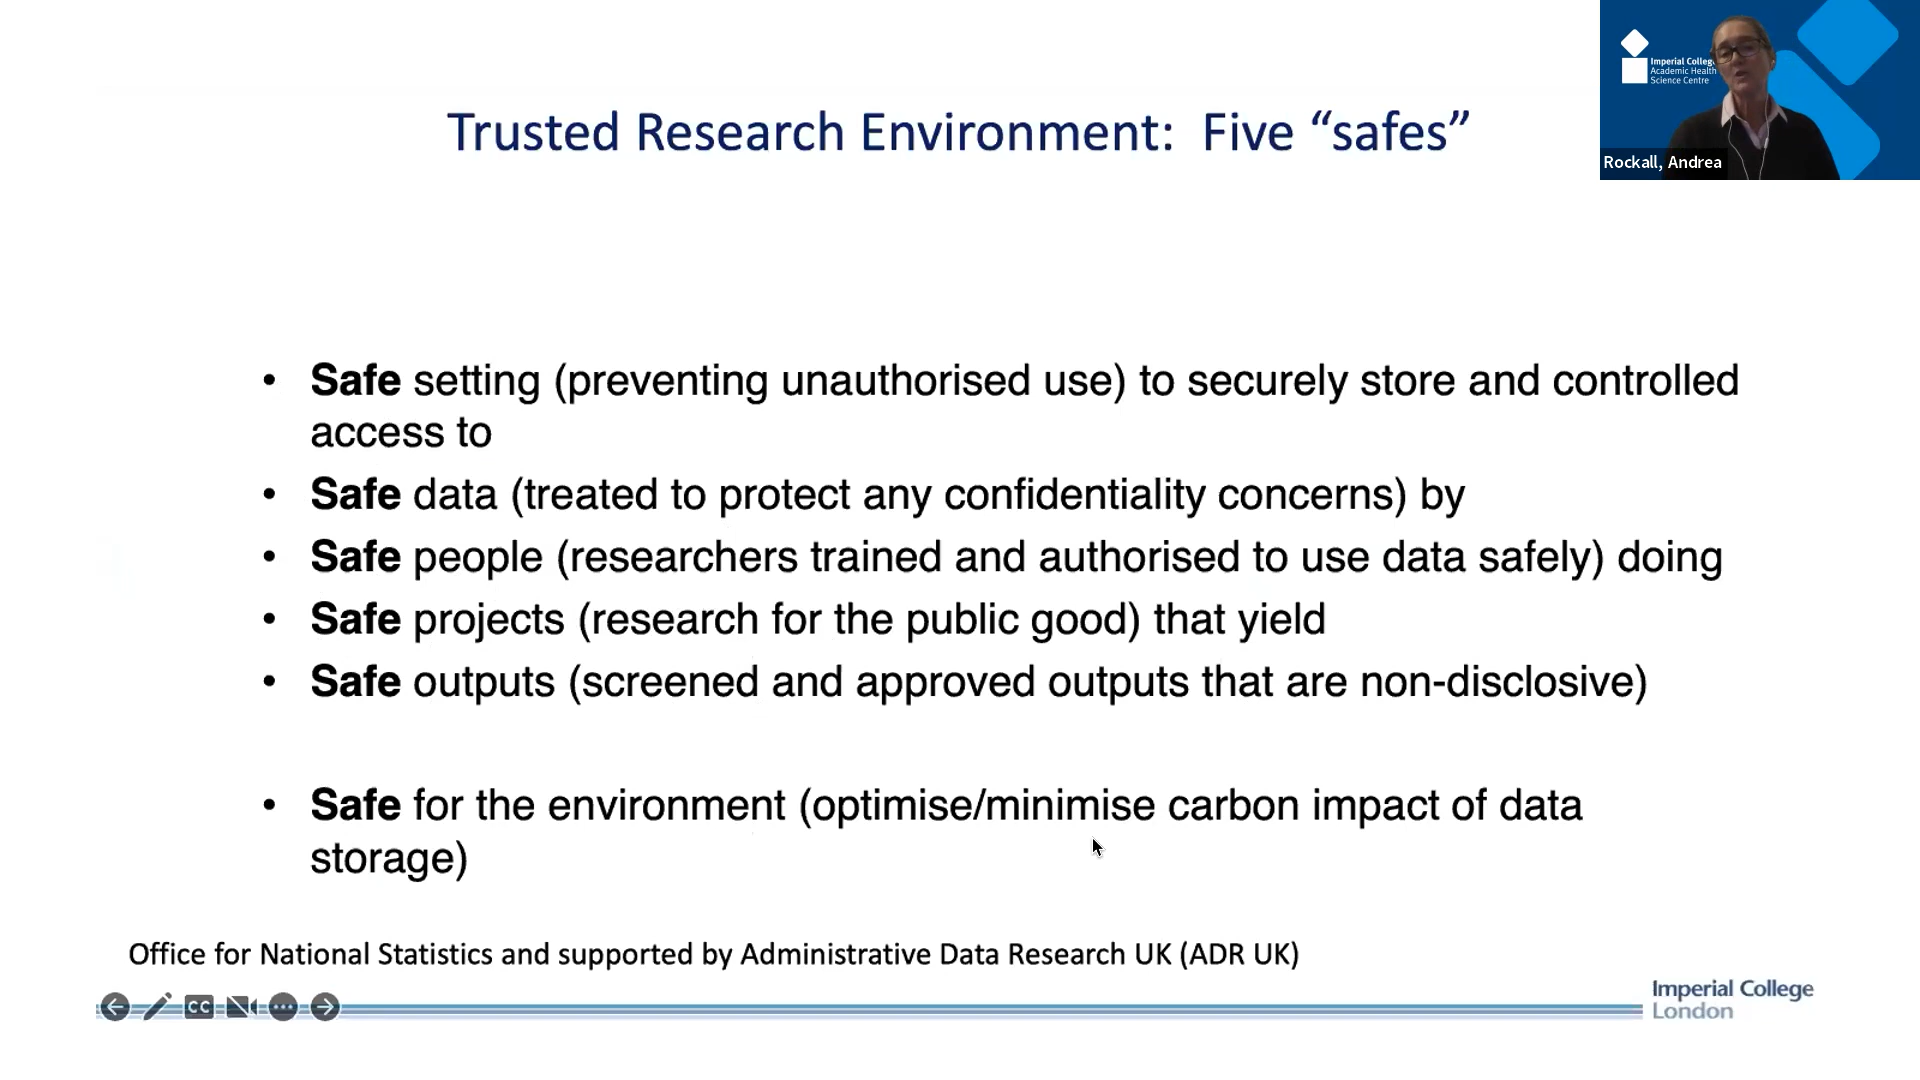 Trusted Research Environment: Five “safes”
Imperial College
Academic Health
Science Centre
Rockall, Andrea
• Safe setting (preventing unauthorised use) to securely store and controlled
access to
• Safe data (treated to protect any confidentiality concerns) by
• Safe people (researchers trained and authorised to use data safely) doing
• Safe projects (research for the public good) that yield
• Safe outputs (screened and approved outputs that are non-disclosive)
• Safe for the environment (optimise/minimise carbon impact of data
storage)
Office for National Statistics and supported by Administrative Data Research UK (ADR UK)
CC
Imperial College
London